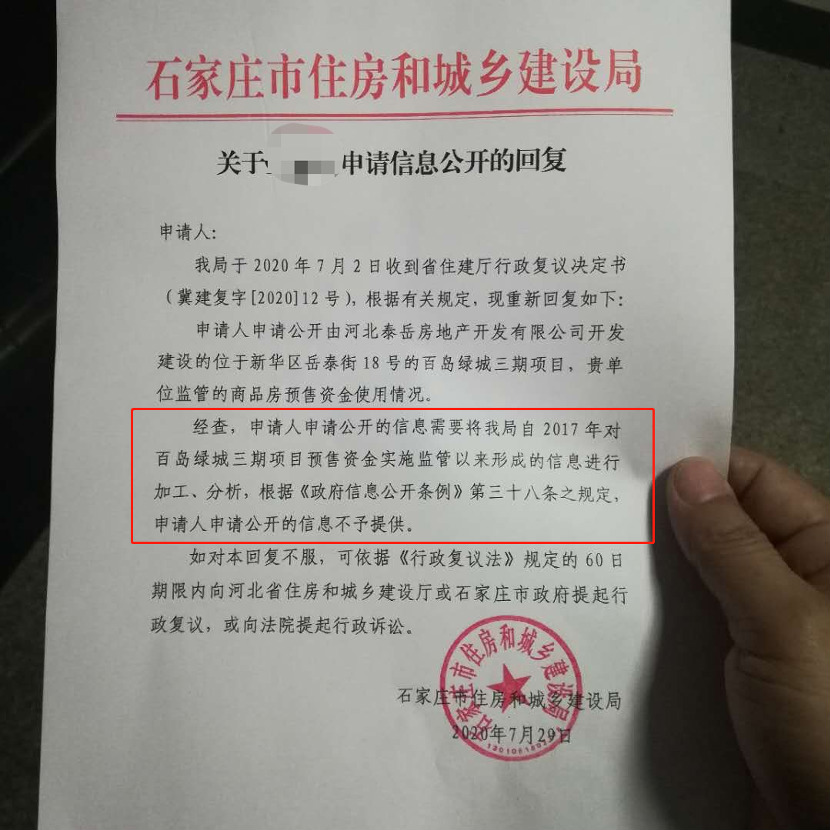 石家庄市住房和城乡建设局
关于 申请信息公开的回复
申请人：
我局于 2020 年 7 月 2 日收到省住建厅行政复议决定书
（冀建复字[2020]12 号），根据有关规定，现重新回复如下：
申请人申请公开由河北泰岳房地产开发有限公司开发
建设的位于新华区岳泰街 18 号的百岛绿城三期项目，贵单
位监管的商品房预售资金使用情况。
经查，申请人申请公开的信息需要将我局自 2017 年对
百岛绿城三期项目预售资金实施监管以来形成的信息进行
加工、分析，根据《政府信息公开条例》第三十八条之规定，
申请人申请公开的信息不予提供。
如对本回复不服，可依据《行政复议法》规定的 60 日
期限内向河北省住房和城乡建设厅或石家庄市政府提起行
政复议，或向法院提起行政诉讼。
石家庄市住房和城乡建设局
石家庄市住房和城乡建设局
2020年7月29日